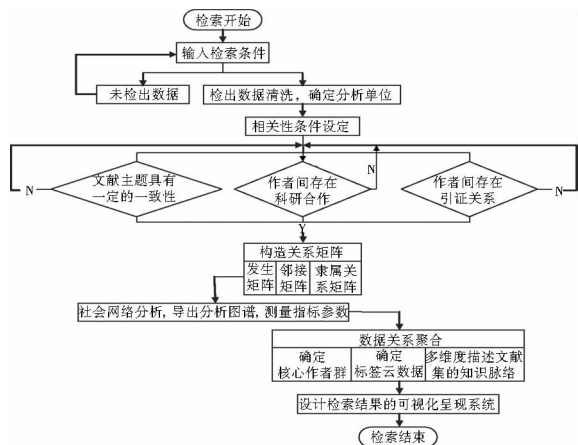 检索开始
输入检索条件
未检出数据
检出数据清洗，确定分析单位
相关性条件设定
N
文献主题具有
一定的一致性
作者间存在
科研合作
N
作者间存在
引证关系
N
Y
构造关系矩阵
发生
矩阵
邻接
矩阵
隶属关
系矩阵
社会网络分析，导出分析图谱，测量指标参数
数据关系聚合
确定
核心作者群
确定
标签云数据
多维度描述文献
集的知识脉络
设计检索结果的可视化呈现系统
检索结束